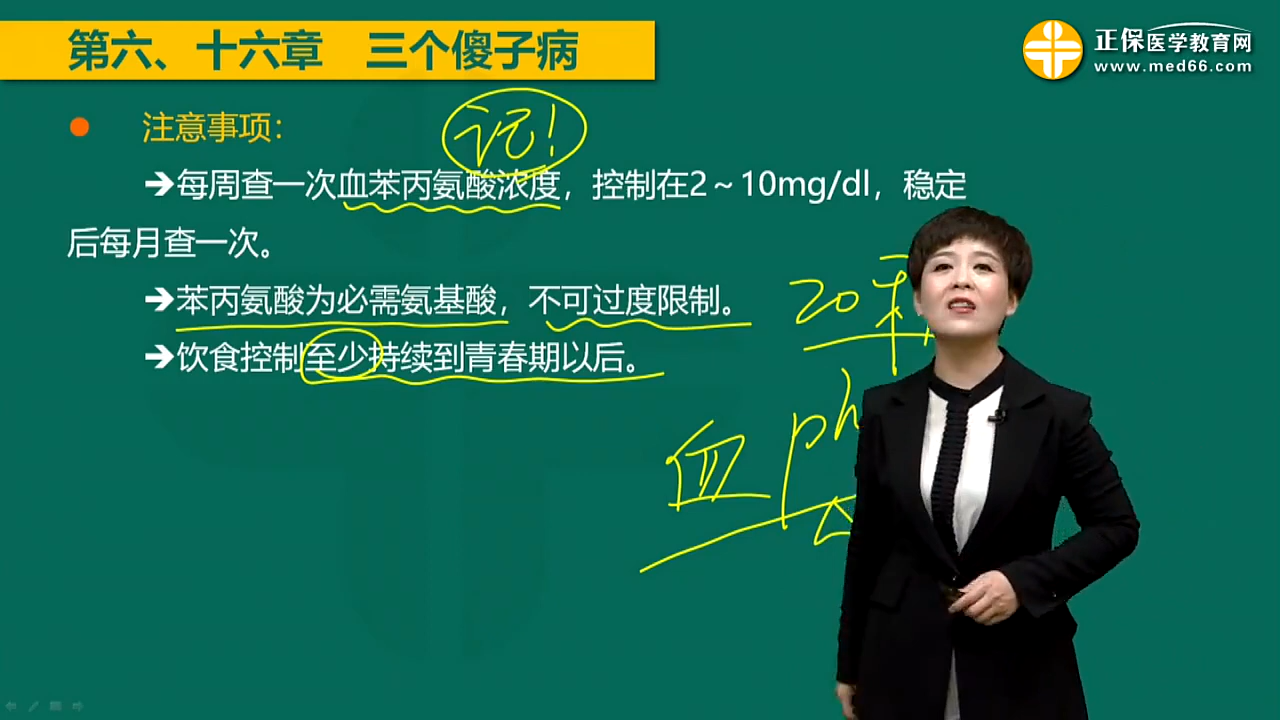 第六、十六章 三个傻子病
正保医学教育网
www.med66.com
注意事项：
记！
➔每周查一次血苯丙氨酸浓度，控制在2～10mg/dl，稳定
后每月查一次。
➔苯丙氨酸为必需氨基酸，不可过度限制。
20种
➔饮食控制至少持续到青春期以后。
血 ph